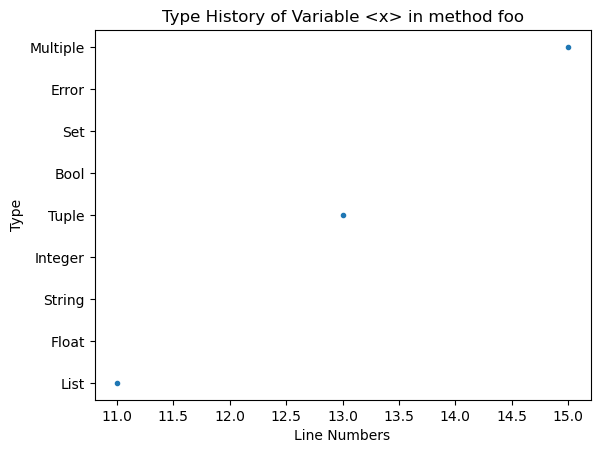 Type History of Variable <x> in method foo
Type
Multiple
Error
Set
Bool
Tuple
Integer
String
Float
List
11.0 11.5 12.0 12.5 13.0 13.5 14.0 14.5 15.0
Line Numbers